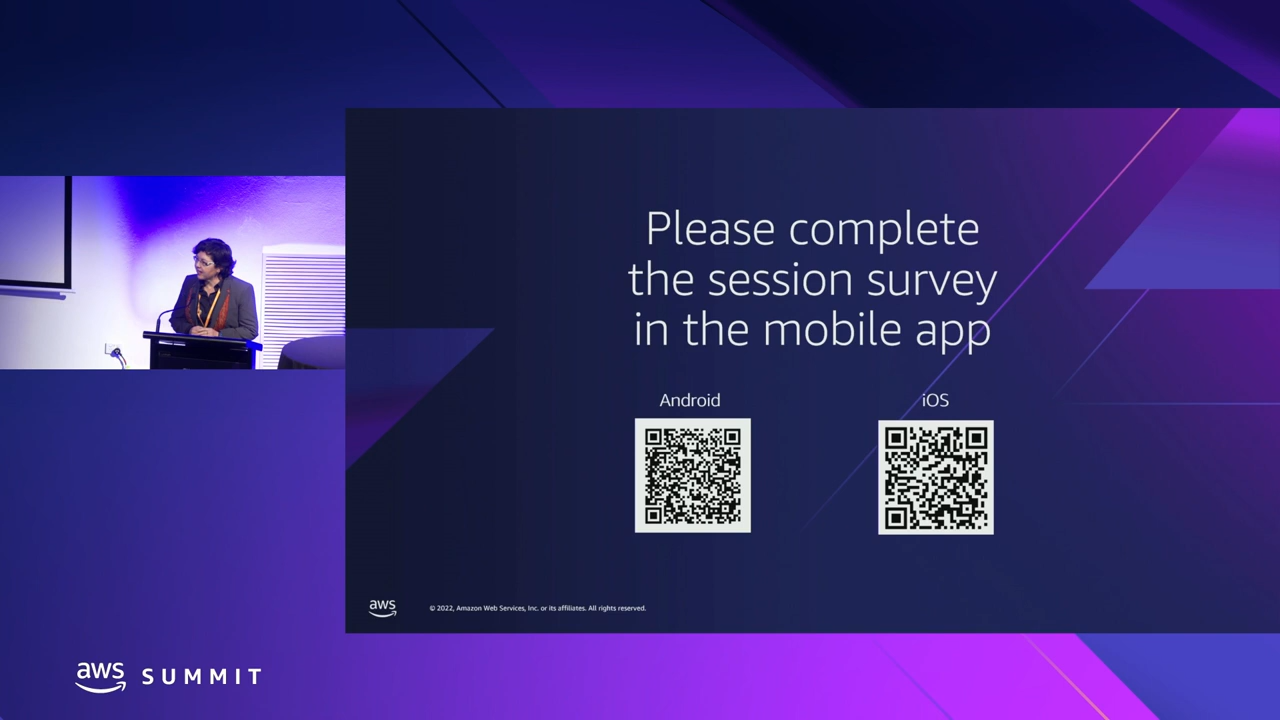 Please complete
the session survey
in the mobile app
Android
iOS
aws
© 2022, Amazon Web Services, Inc. or its affiliates. All rights reserved.
aws SUMMIT